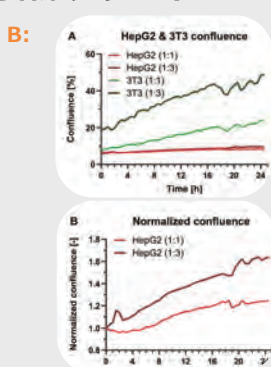 B:
A HepG2 & 3T3 confluence
HepG2 (1:1)
HepG2 (1:3)
3T3 (1:1)
3T3 (1:3)
Confluence [%]
60
40
20
0
0 4 8 12 16 20 24
Time [h]
B Normalized confluence
HepG2 (1:1)
HepG2 (1:3)
Normalized confluence [-]
1.8
1.6
1.4
1.2
1.0
0.8
0 4 8 12 16 20